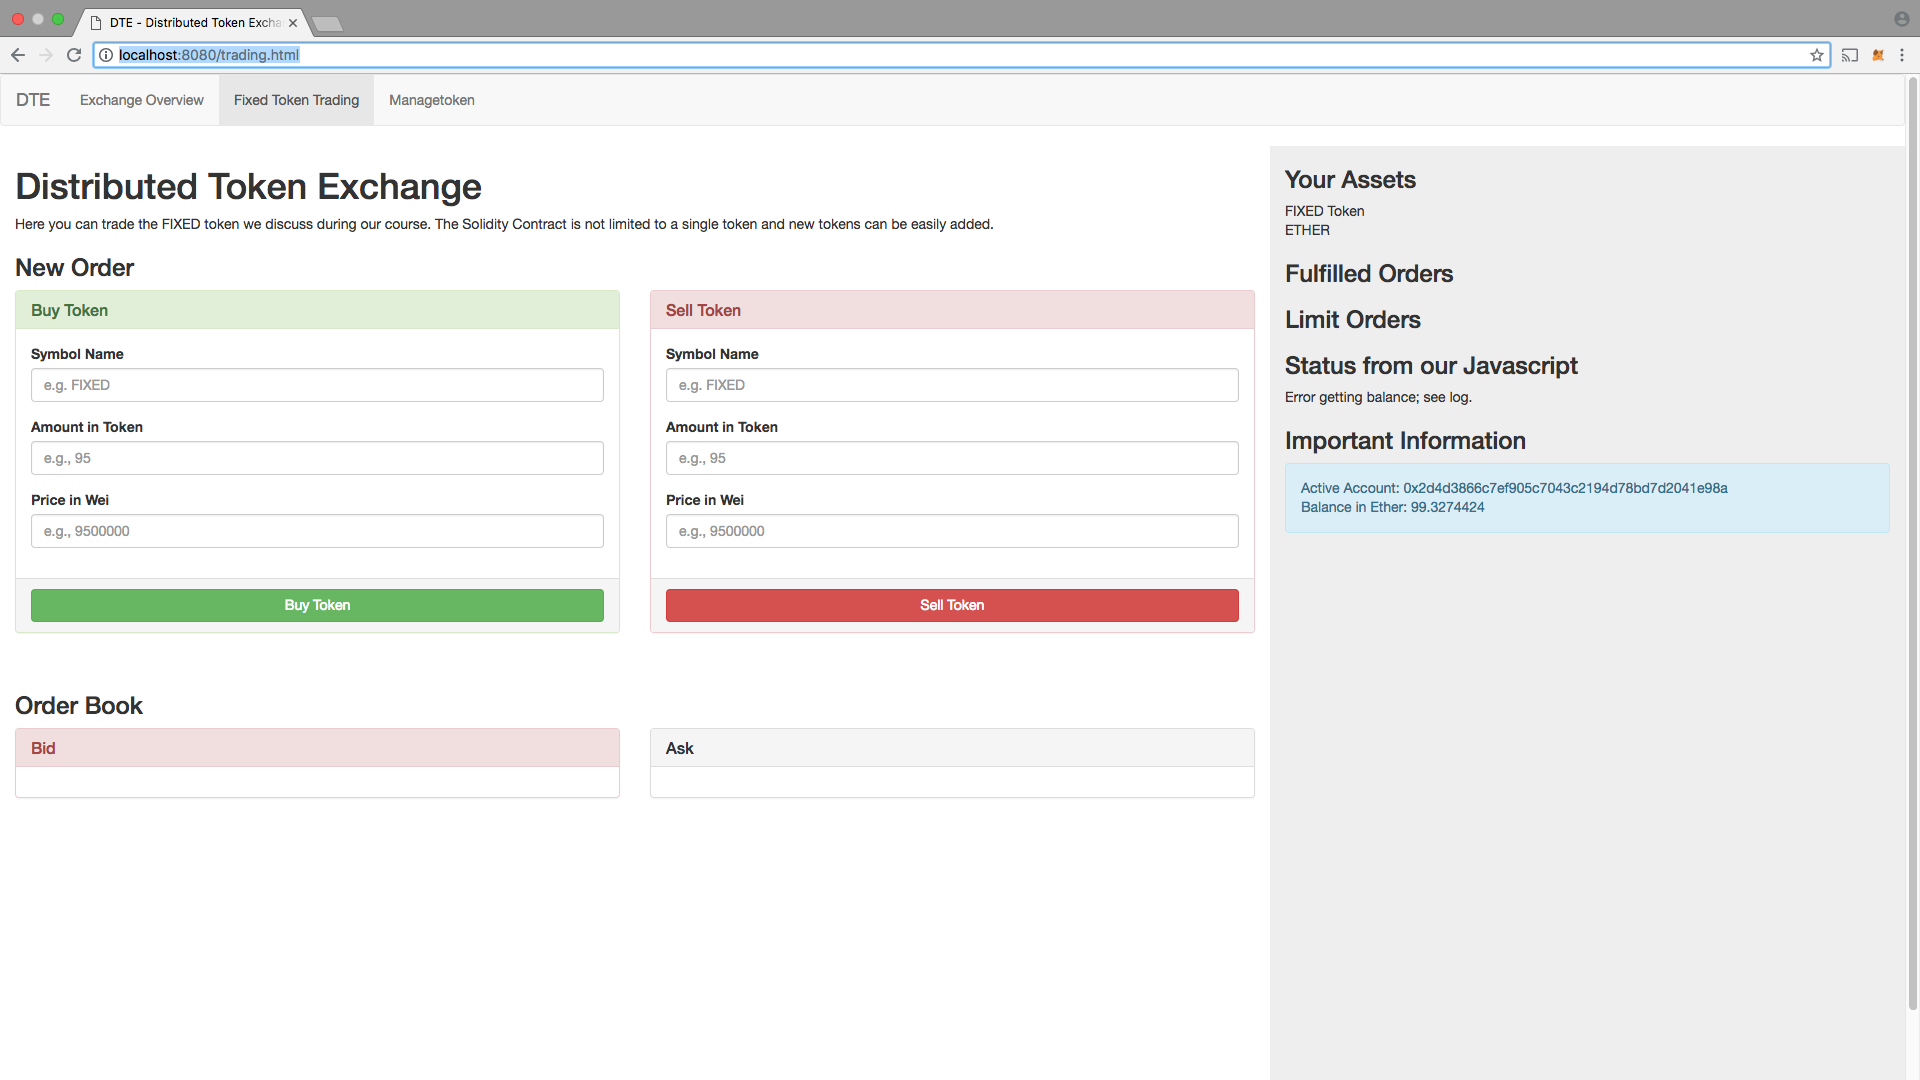 DTE - Distributed Token Excha
localhost:8080/trading.html
DTE Exchange Overview Fixed Token Trading Managetoken
Distributed Token Exchange
Here you can trade the FIXED token we discuss during our course. The Solidity Contract is not limited to a single token and new tokens can be easily added.
New Order
Buy Token
Symbol Name
e.g. FIXED
Amount in Token
e.g., 95
Price in Wei
e.g., 9500000
Buy Token
Sell Token
Symbol Name
e.g. FIXED
Amount in Token
e.g., 95
Price in Wei
e.g., 9500000
Sell Token
Order Book
Bid
Ask
Your Assets
FIXED Token
ETHER
Fulfilled Orders
Limit Orders
Status from our Javascript
Error getting balance; see log.
Important Information
Active Account: 0x2d4d3866c7ef905c7043c2194d78bd7d2041e98a
Balance in Ether: 99.3274424